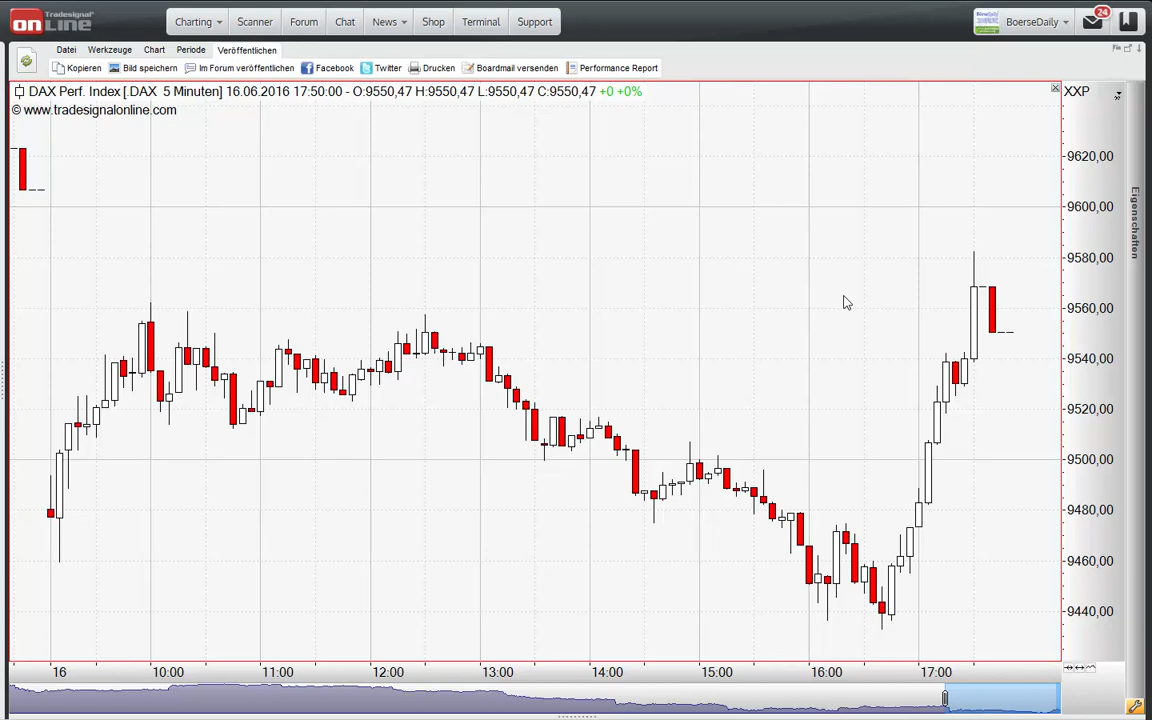 Tradesignal®
onLine
Charting Scanner Forum Chat News Shop Terminal Support
BoerseDaily 24
Datei Werkzeuge Chart Periode Veröffentlichen
Kopieren Bild speichern Im Forum veröffentlichen Facebook Twitter Drucken Boardmail versenden Performance Report
DAX Perf. Index [.DAX 5 Minuten] 16.06.2016 17:50:00 - O:9550,47 H:9550,47 L:9550,47 C:9550,47 +0 +0% XXP
© www.tradesignalonline.com
9620,00
Eigenschaften
9600,00
9580,00
9560,00
9540,00
9520,00
9500,00
9480,00
9460,00
9440,00
16 10:00 11:00 12:00 13:00 14:00 15:00 16:00 17:00